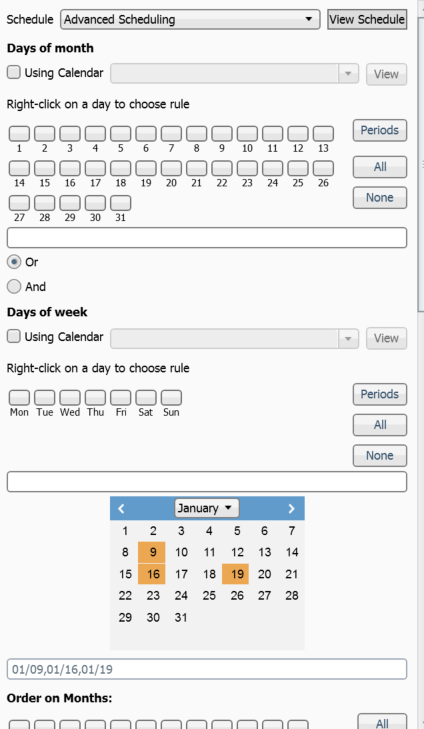 Schedule Advanced Scheduling View Schedule
Days of month
Using Calendar View
Right-click on a day to choose rule
Periods
1 2 3 4 5 6 7 8 9 10 11 12 13
All
14 15 16 17 18 19 20 21 22 23 24 25 26
None
27 28 29 30 31
Or
And
Days of week
Using Calendar View
Right-click on a day to choose rule
Periods
Mon Tue Wed Thu Fri Sat Sun
All
None
January
1 2 3 4 5 6 7
8 9 10 11 12 13 14
15 16 17 18 19 20 21
22 23 24 25 26 27 28
29 30 31
01/09,01/16,01/19
Order on Months:
All